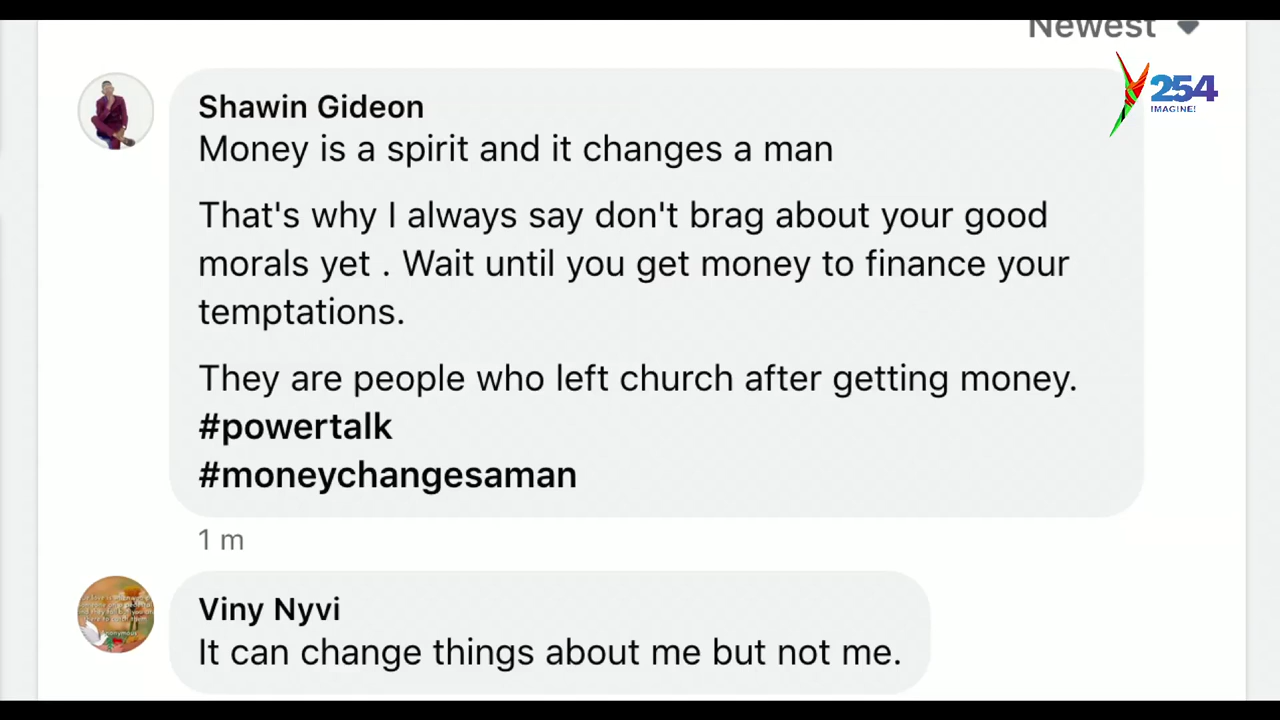 Newest
254
IMAGINE!
Shawin Gideon
Money is a spirit and it changes a man
That's why I always say don't brag about your good
morals yet . Wait until you get money to finance your
temptations.
They are people who left church after getting money.
#powertalk
#moneychangesaman
1 m
Viny Nyvi
It can change things about me but not me.